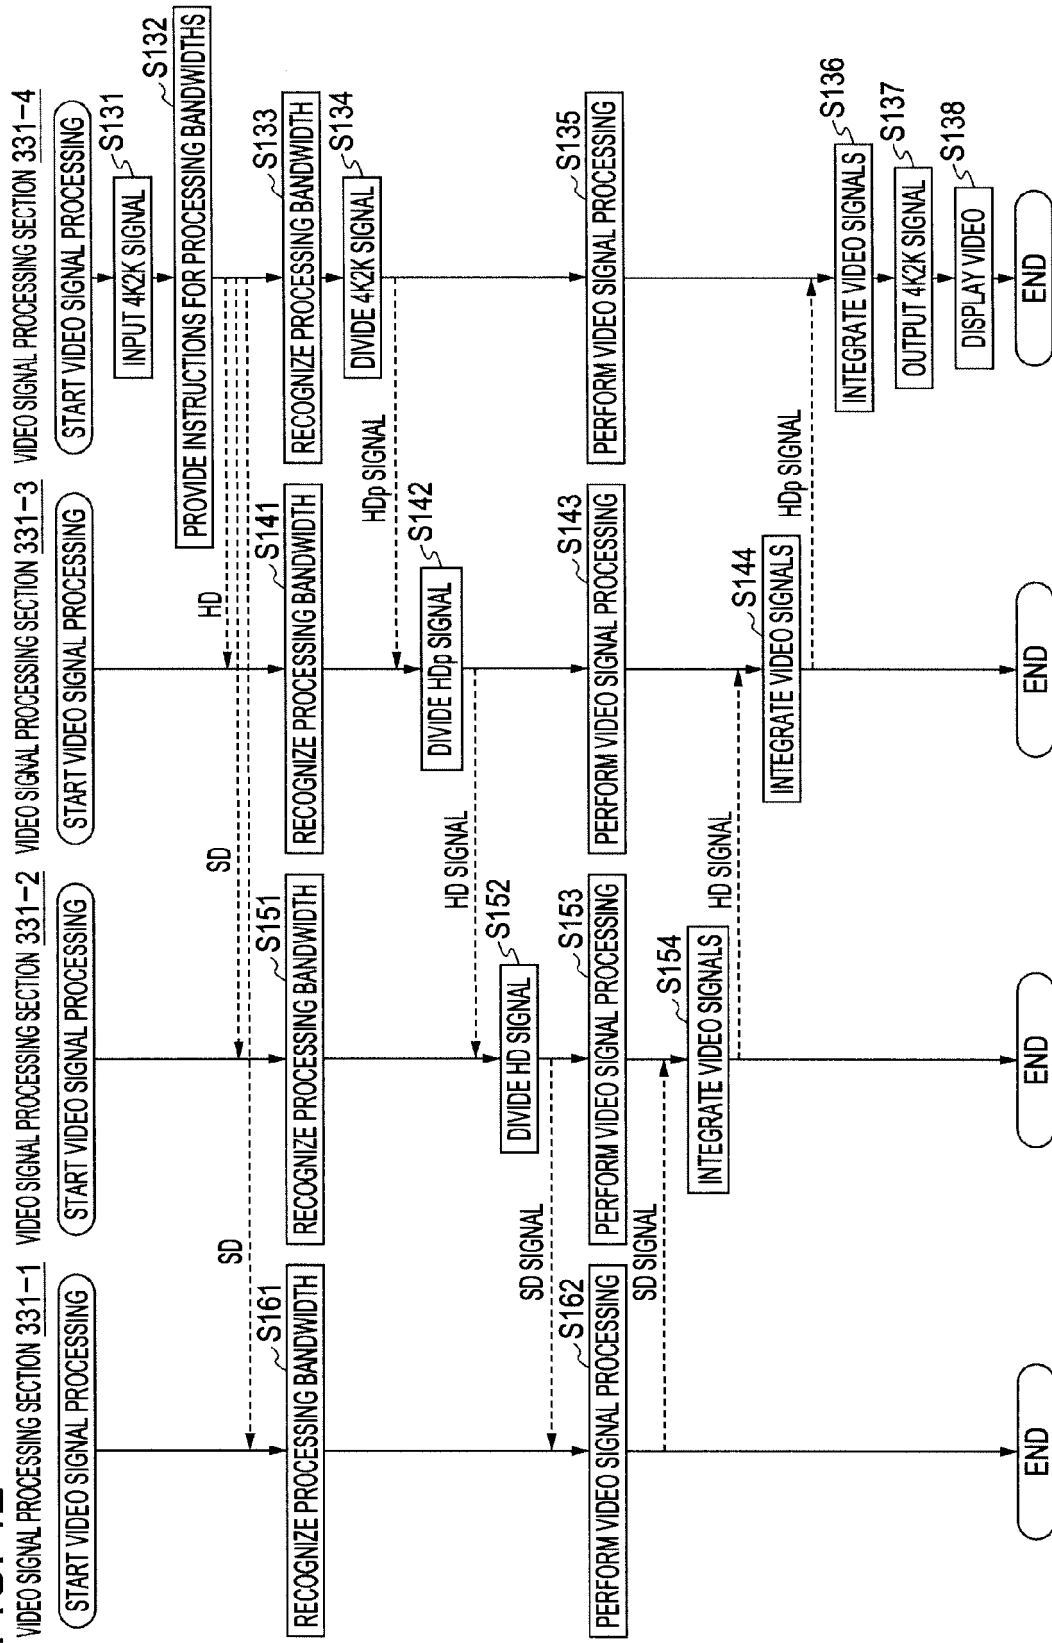 VIDEO SIGNAL PROCESSING SECTION 331-1
START VIDEO SIGNAL PROCESSING
S161
RECOGNIZE PROCESSING BANDWIDTH
S162
PERFORM VIDEO SIGNAL PROCESSING
END
SD
SD SIGNAL
SD SIGNAL
VIDEO SIGNAL PROCESSING SECTION 331-2
START VIDEO SIGNAL PROCESSING
S151
RECOGNIZE PROCESSING BANDWIDTH
S152
DIVIDE HD SIGNAL
S153
PERFORM VIDEO SIGNAL PROCESSING
S154
INTEGRATE VIDEO SIGNALS
END
SD
HD SIGNAL
HD SIGNAL
VIDEO SIGNAL PROCESSING SECTION 331-3
START VIDEO SIGNAL PROCESSING
S141
RECOGNIZE PROCESSING BANDWIDTH
S142
DIVIDE HDp SIGNAL
S143
PERFORM VIDEO SIGNAL PROCESSING
S144
INTEGRATE VIDEO SIGNALS
END
HD
HDp SIGNAL
HDp SIGNAL
VIDEO SIGNAL PROCESSING SECTION 331-4
START VIDEO SIGNAL PROCESSING
S131
INPUT 4K2K SIGNAL
S132
PROVIDE INSTRUCTIONS FOR PROCESSING BANDWIDTHS
S133
RECOGNIZE PROCESSING BANDWIDTH
S134
DIVIDE 4K2K SIGNAL
S135
PERFORM VIDEO SIGNAL PROCESSING
S136
INTEGRATE VIDEO SIGNALS
S137
OUTPUT 4K2K SIGNAL
S138
DISPLAY VIDEO
END